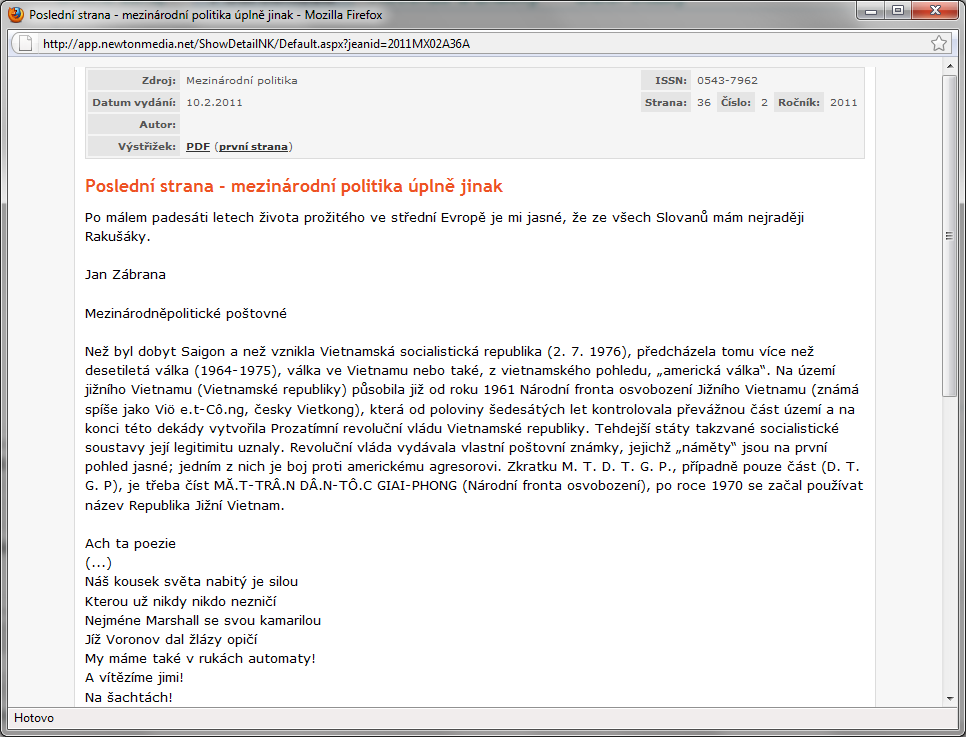 Poslední strana - mezinárodní politika úplně jinak - Mozilla Firefox
http://app.newtonmedia.net/ShowDetailNK/Default.aspx?jeanid=2011MX02A36A
Zdroj: Mezinárodní politika ISSN: 0543-7962
Datum vydání: 10.2.2011 Strana: 36 Číslo: 2 Ročník: 2011
Autor:
Výstřižek: PDF (první strana)
Poslední strana - mezinárodní politika úplně jinak
Po málem padesáti letech života prožitého ve střední Evropě je mi jasné, že ze všech Slovanů mám nejraději
Rakušáky.
Jan Zábrana
Mezinárodněpolitické poštovné
Než byl dobyt Saigon a než vznikla Vietnamská socialistická republika (2. 7. 1976), předcházela tomu více než
desetiletá válka (1964-1975), válka ve Vietnamu nebo také, z vietnamského pohledu, „americká válka“. Na území
jižního Vietnamu (Vietnamské republiky) působila již od roku 1961 Národní fronta osvobození Jižního Vietnamu (známá
spíše jako Viö e.t-Cô.ng, česky Vietkong), která od poloviny šedesátých let kontrolovala převážnou část území a na
konci této dekády vytvořila Prozatímní revoluční vládu Vietnamské republiky. Tehdejší státy takzvané socialistické
soustavy její legitimitu uznaly. Revoluční vláda vydávala vlastní poštovní známky, jejichž „náměty“ jsou na první
pohled jasné; jedním z nich je boj proti americkému agresorovi. Zkratku M. T. D. T. G. P., případně pouze část (D. T.
G. P), je třeba číst MĂ.T-TRÂ.N DÂ.N-TÔ.C GIAI-PHONG (Národní fronta osvobození), po roce 1970 se začal používat
název Republika Jižní Vietnam.
Ach ta poezie
(...)
Náš kousek světa nabitý je silou
Kterou už nikdy nikdo nezničí
Nejméne Marshall se svou kamarilou
Jíž Voronov dal žlázy opičí
My máme také v rukách automaty!
A vítězíme jimi!
Na šachtách!
Hotovo